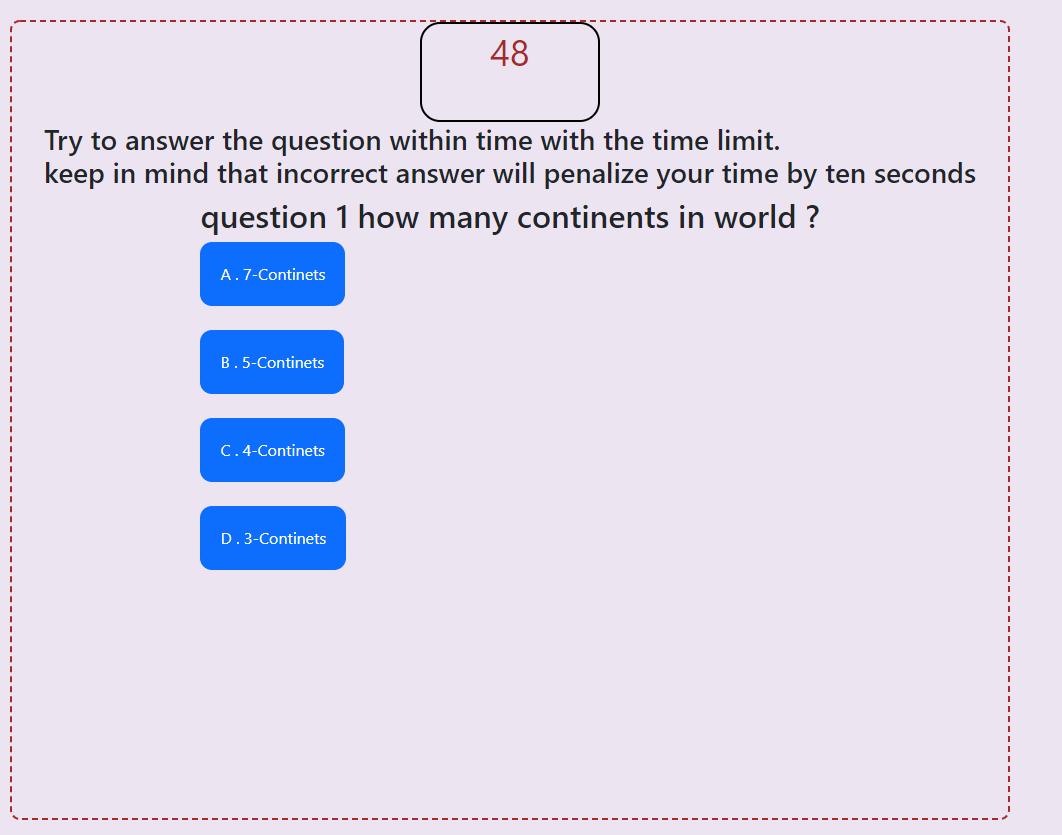 48
Try to answer the question within time with the time limit.
keep in mind that incorrect answer will penalize your time by ten seconds
question 1 how many continents in world ?
A . 7-Continets
B . 5-Continets
C . 4-Continets
D . 3-Continets